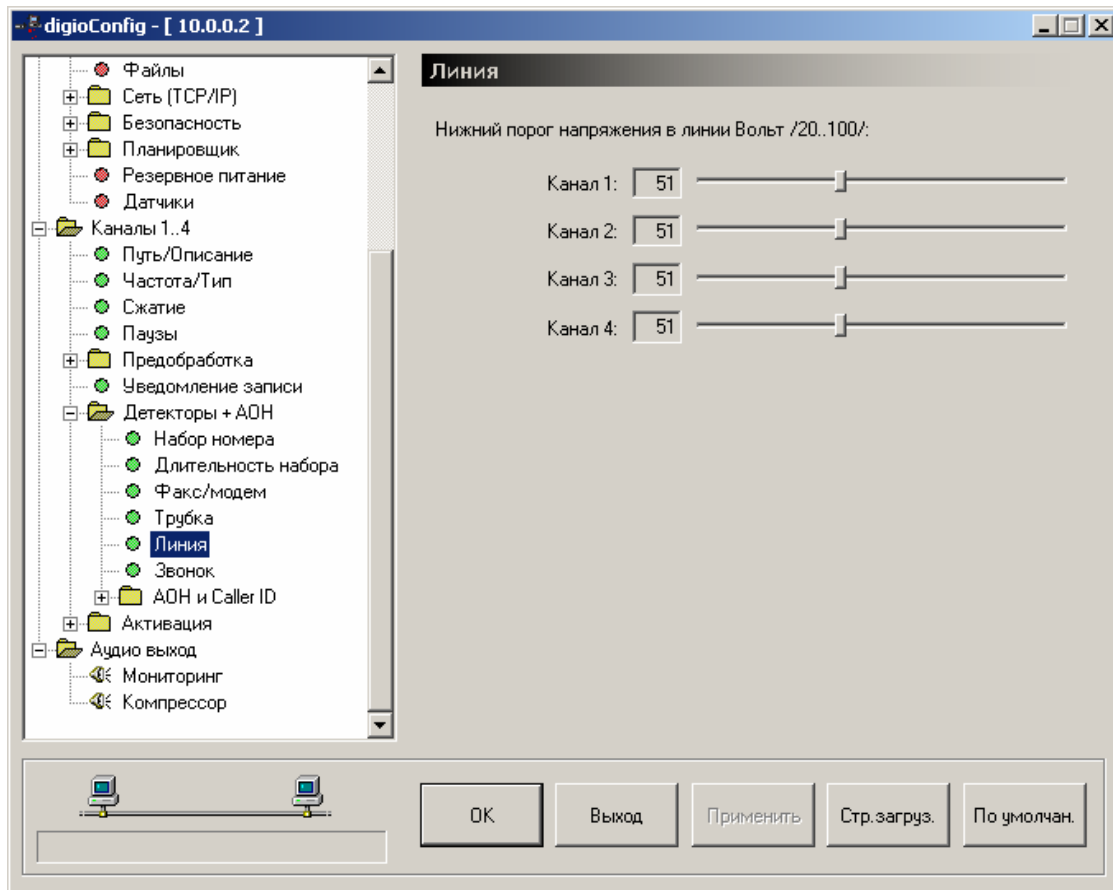 digioConfig - [ 10.0.0.2 ]
Файлы
Сеть (TCP/IP)
Безопасность
Планировщик
Резервное питание
Датчики
Каналы 1..4
Путь/Описание
Частота/Тип
Сжатие
Паузы
Предобработка
Уведомление записи
Детекторы + АОН
Набор номера
Длительность набора
Факс/модем
Трубка
Линия
Звонок
АОН и Caller ID
Активация
Аудио выход
Мониторинг
Компрессор
Линия
Нижний порог напряжения в линии Вольт /20..100/:
Канал 1: 51
Канал 2: 51
Канал 3: 51
Канал 4: 51
OK
Выход
Применить
Стр.загруз.
По умолчан.